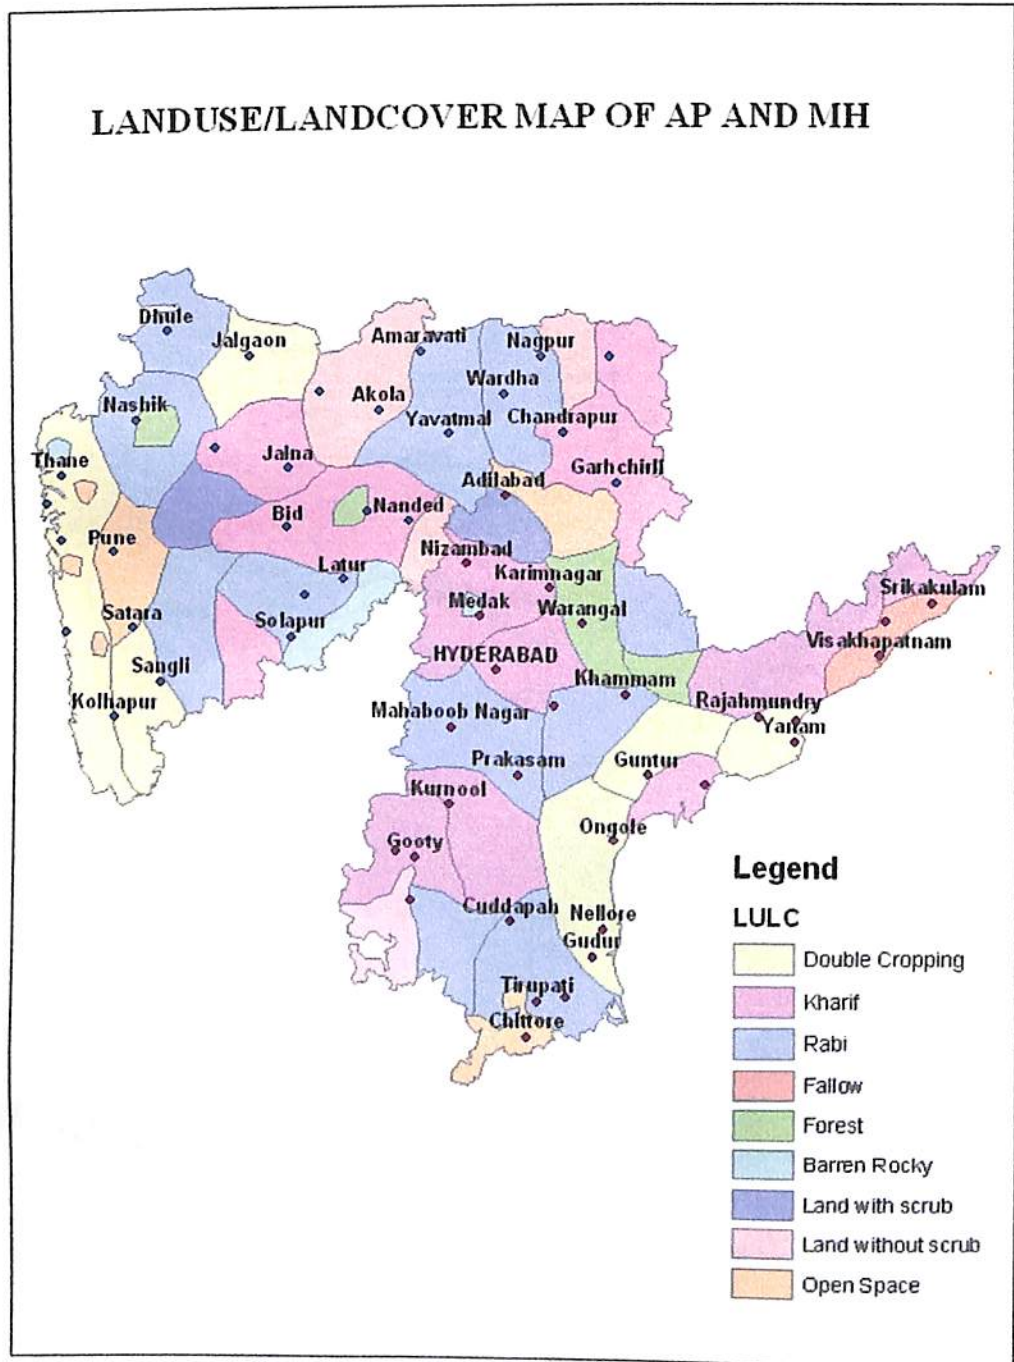 LANDUSE/LANDCOVER MAP OF AP AND MH
Dhule
Jalgaon
Amaravati
Nagpur
Wardha
Akola
Nashik
Yavatmal
Chandrapur
Jalna
Thane
Adilabad
Garhchirli
Bid
Nanded
Pune
Nizambad
Latur
Karimnagar
Srikakulam
Medak
Warangal
Satara
Solapur
Visakhapatnam
Sangli
HYDERABAD
Khammam
Kolhapur
Rajahmundry
Mahaboob Nagar
Yanam
Prakasam
Guntur
Kurnool
Ongole
Gooty
Cuddapah
Nellore
Gudur
Tirupati
Chittore
Legend
LULC
Double Cropping
Kharif
Rabi
Fallow
Forest
Barren Rocky
Land with scrub
Land without scrub
Open Space